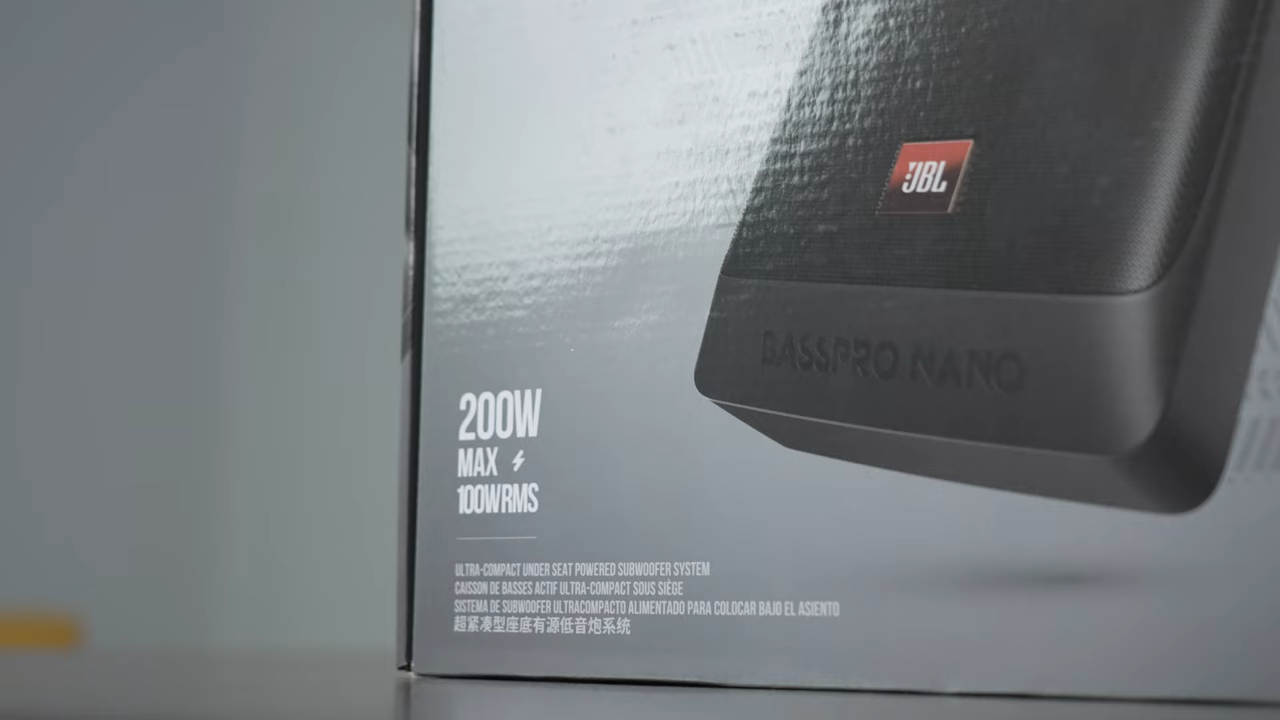 JBL
BASSPRO NANO
200W
MAX
100WRMS
ULTRA-COMPACT UNDER SEAT POWERED SUBWOOFER SYSTEM
CAISSON DE BASSES ACTIF ULTRA-COMPACT SOUS SIÈGE
SISTEMA DE SUBWOOFER ULTRACOMPACTO ALIMENTADO PARA COLOCAR BAJO EL ASIENTO
超紧凑型座底有源低音炮系统